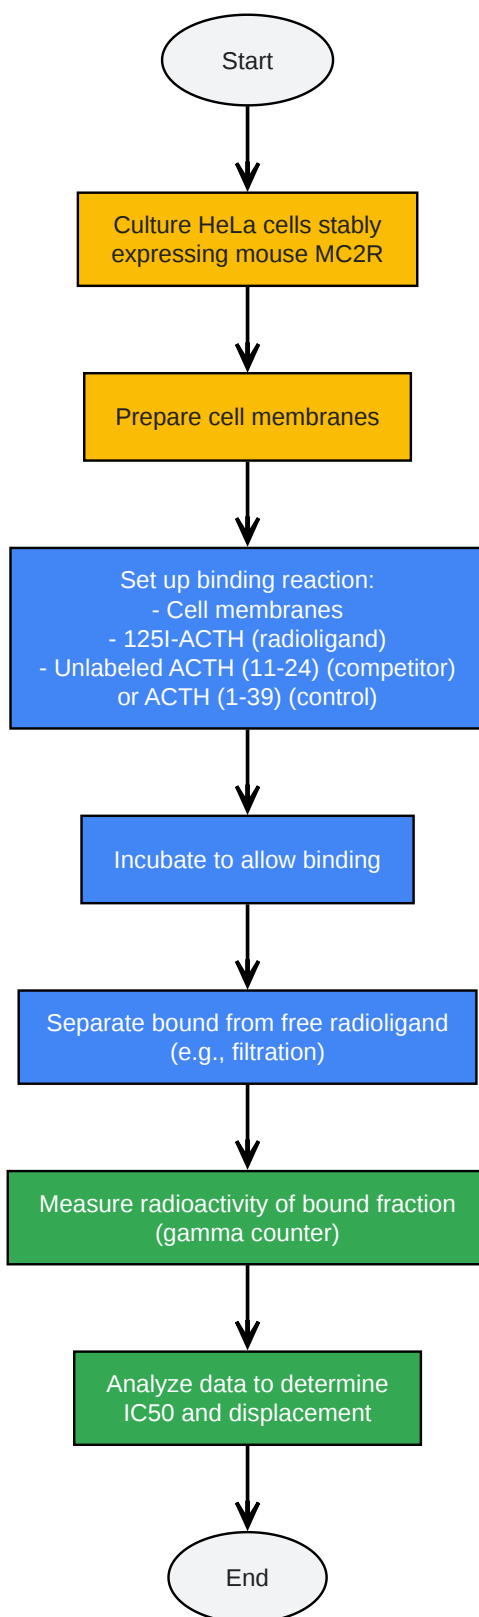 Start
Culture HeLa cells stably
expressing mouse MC2R
Prepare cell membranes
Set up binding reaction:
- Cell membranes
- 125I-ACTH (radioligand)
- Unlabeled ACTH (11-24) (competitor)
or ACTH (1-39) (control)
Incubate to allow binding
Separate bound from free radioligand
(e.g., filtration)
Measure radioactivity of bound fraction
(gamma counter)
Analyze data to determine
IC50 and displacement
End